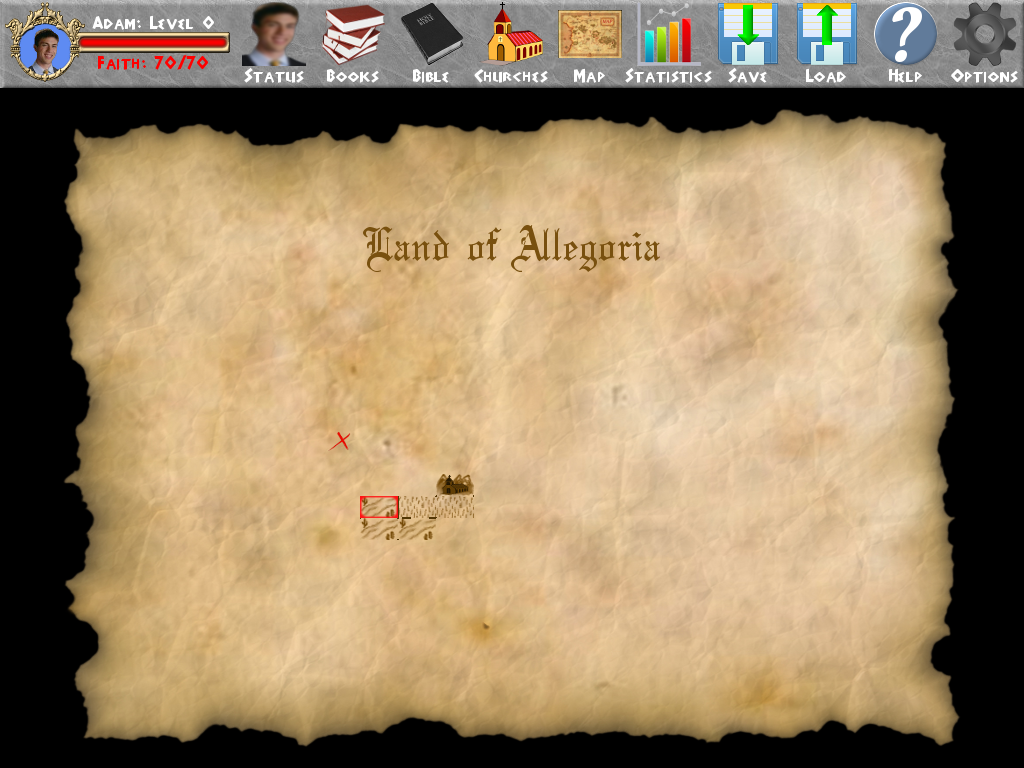 Adam: Level 0
Faith: 70/70
Status
Books
Bible
Churches
Map
Statistics
Save
Load
Help
Options
Land of Allegoria